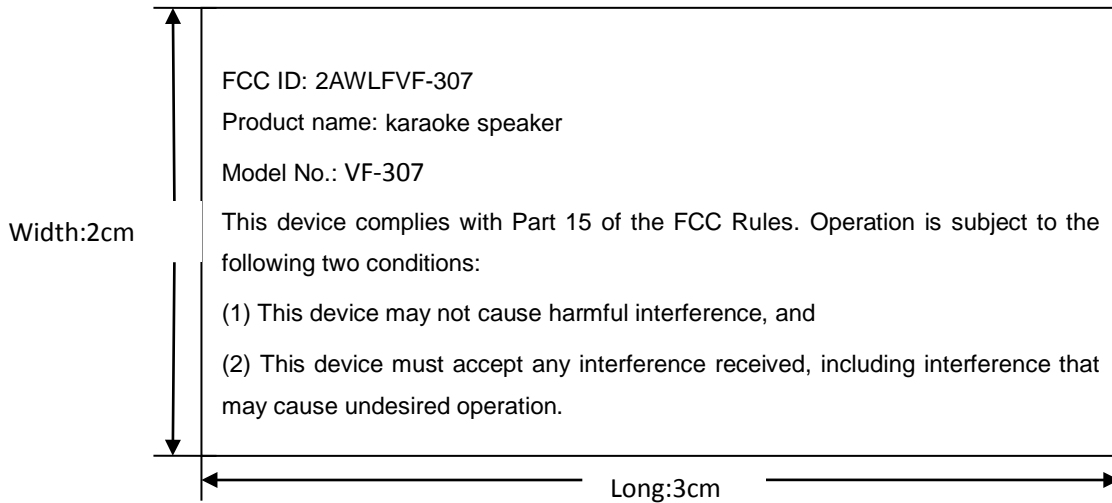 FCC ID: 2AWLFVF-307
Product name: karaoke speaker
Model No.: VF-307
This device complies with Part 15 of the FCC Rules. Operation is subject to the
Width:2cm
following two conditions:
(1) This device may not cause harmful interference, and
(2) This device must accept any interference received, including interference that
may cause undesired operation.
Long:3cm